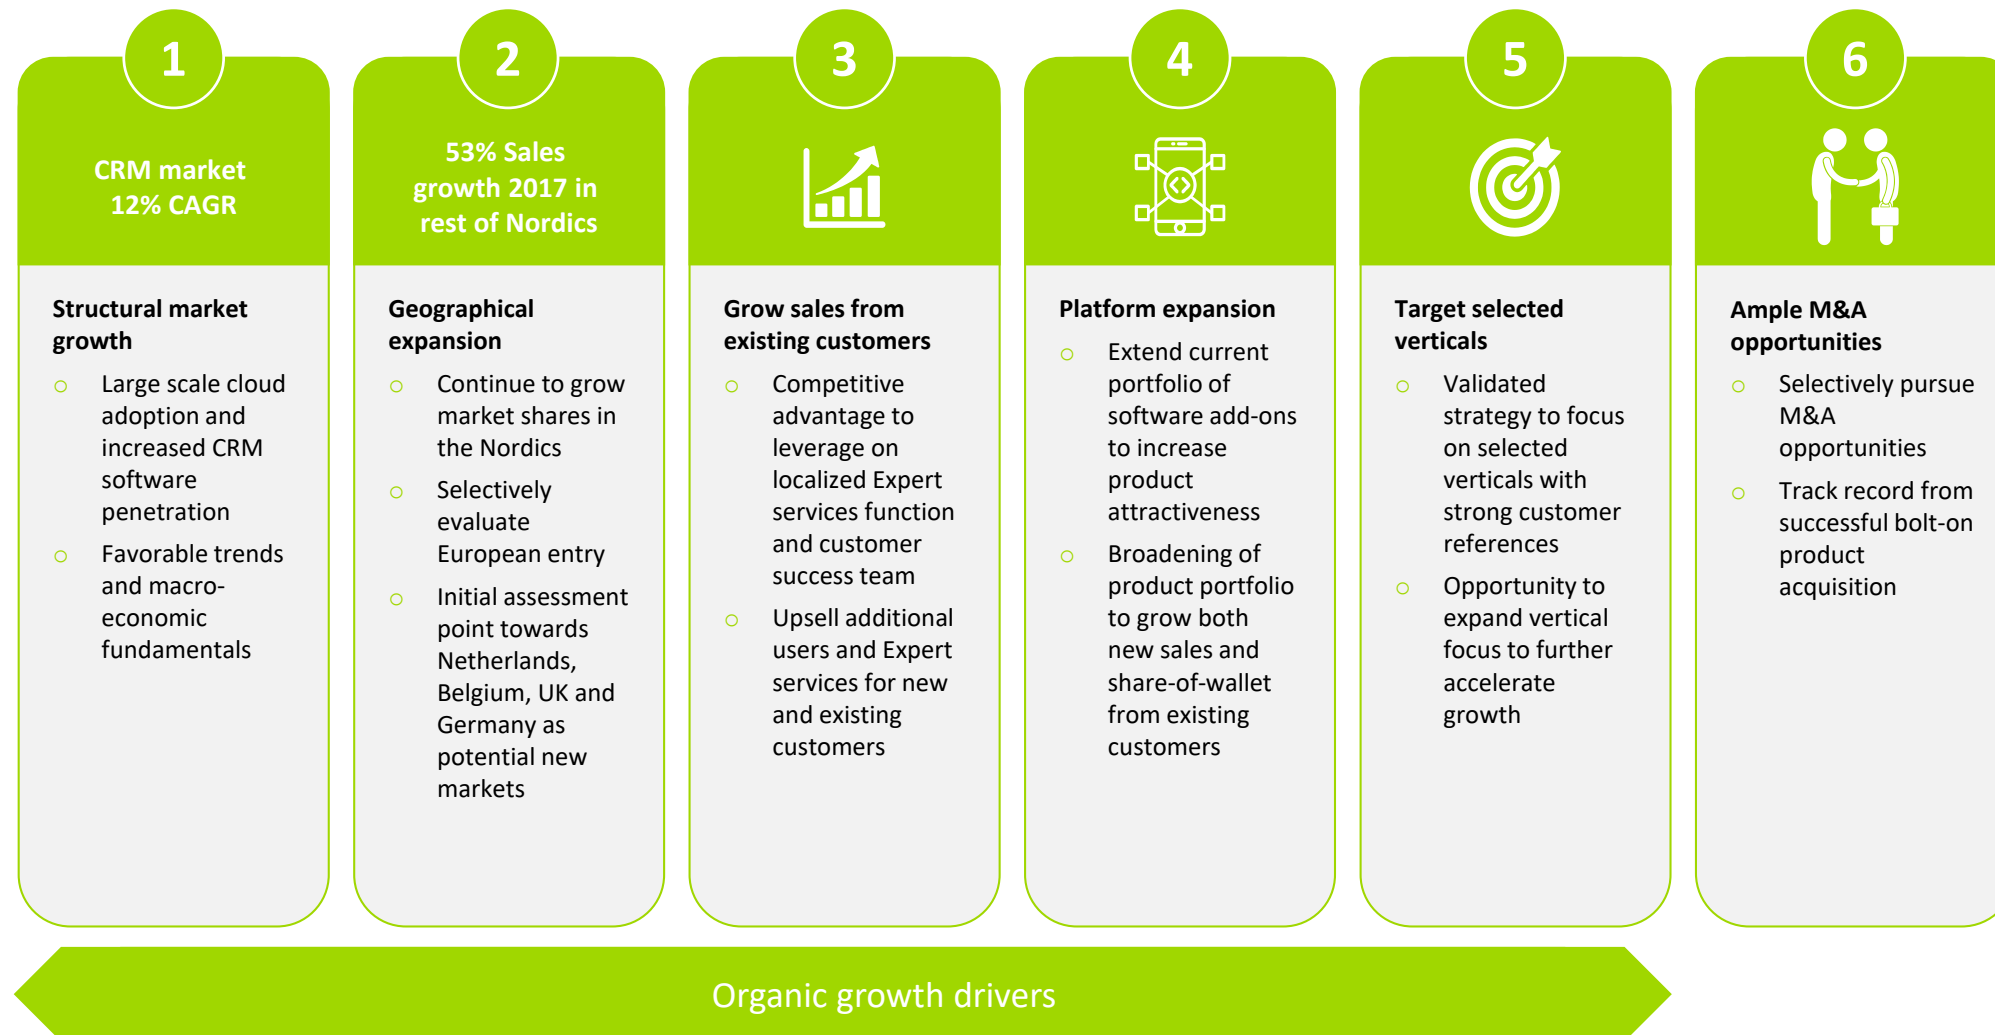 1
CRM market
12% CAGR
Structural market
growth
o Large scale cloud
adoption and
increased CRM
software
penetration
o Favorable trends
and macro-
economic
fundamentals
2
53% Sales
growth 2017 in
rest of Nordics
Geographical
expansion
o Continue to grow
market shares in
the Nordics
o Selectively
evaluate
European entry
o Initial assessment
point towards
Netherlands,
Belgium, UK and
Germany as
potential new
markets
3
Grow sales from
existing customers
o Competitive
advantage to
leverage on
localized Expert
services function
and customer
success team
o Upsell additional
users and Expert
services for new
and existing
customers
4
Platform expansion
o Extend current
portfolio of
software add-ons
to increase
product
attractiveness
o Broadening of
product portfolio
to grow both
new sales and
share-of-wallet
from existing
customers
5
Target selected
verticals
o Validated
strategy to focus
on selected
verticals with
strong customer
references
o Opportunity to
expand vertical
focus to further
accelerate
growth
6
Ample M&A
opportunities
o Selectively pursue
M&A
opportunities
o Track record from
successful bolt-on
product
acquisition
Organic growth drivers